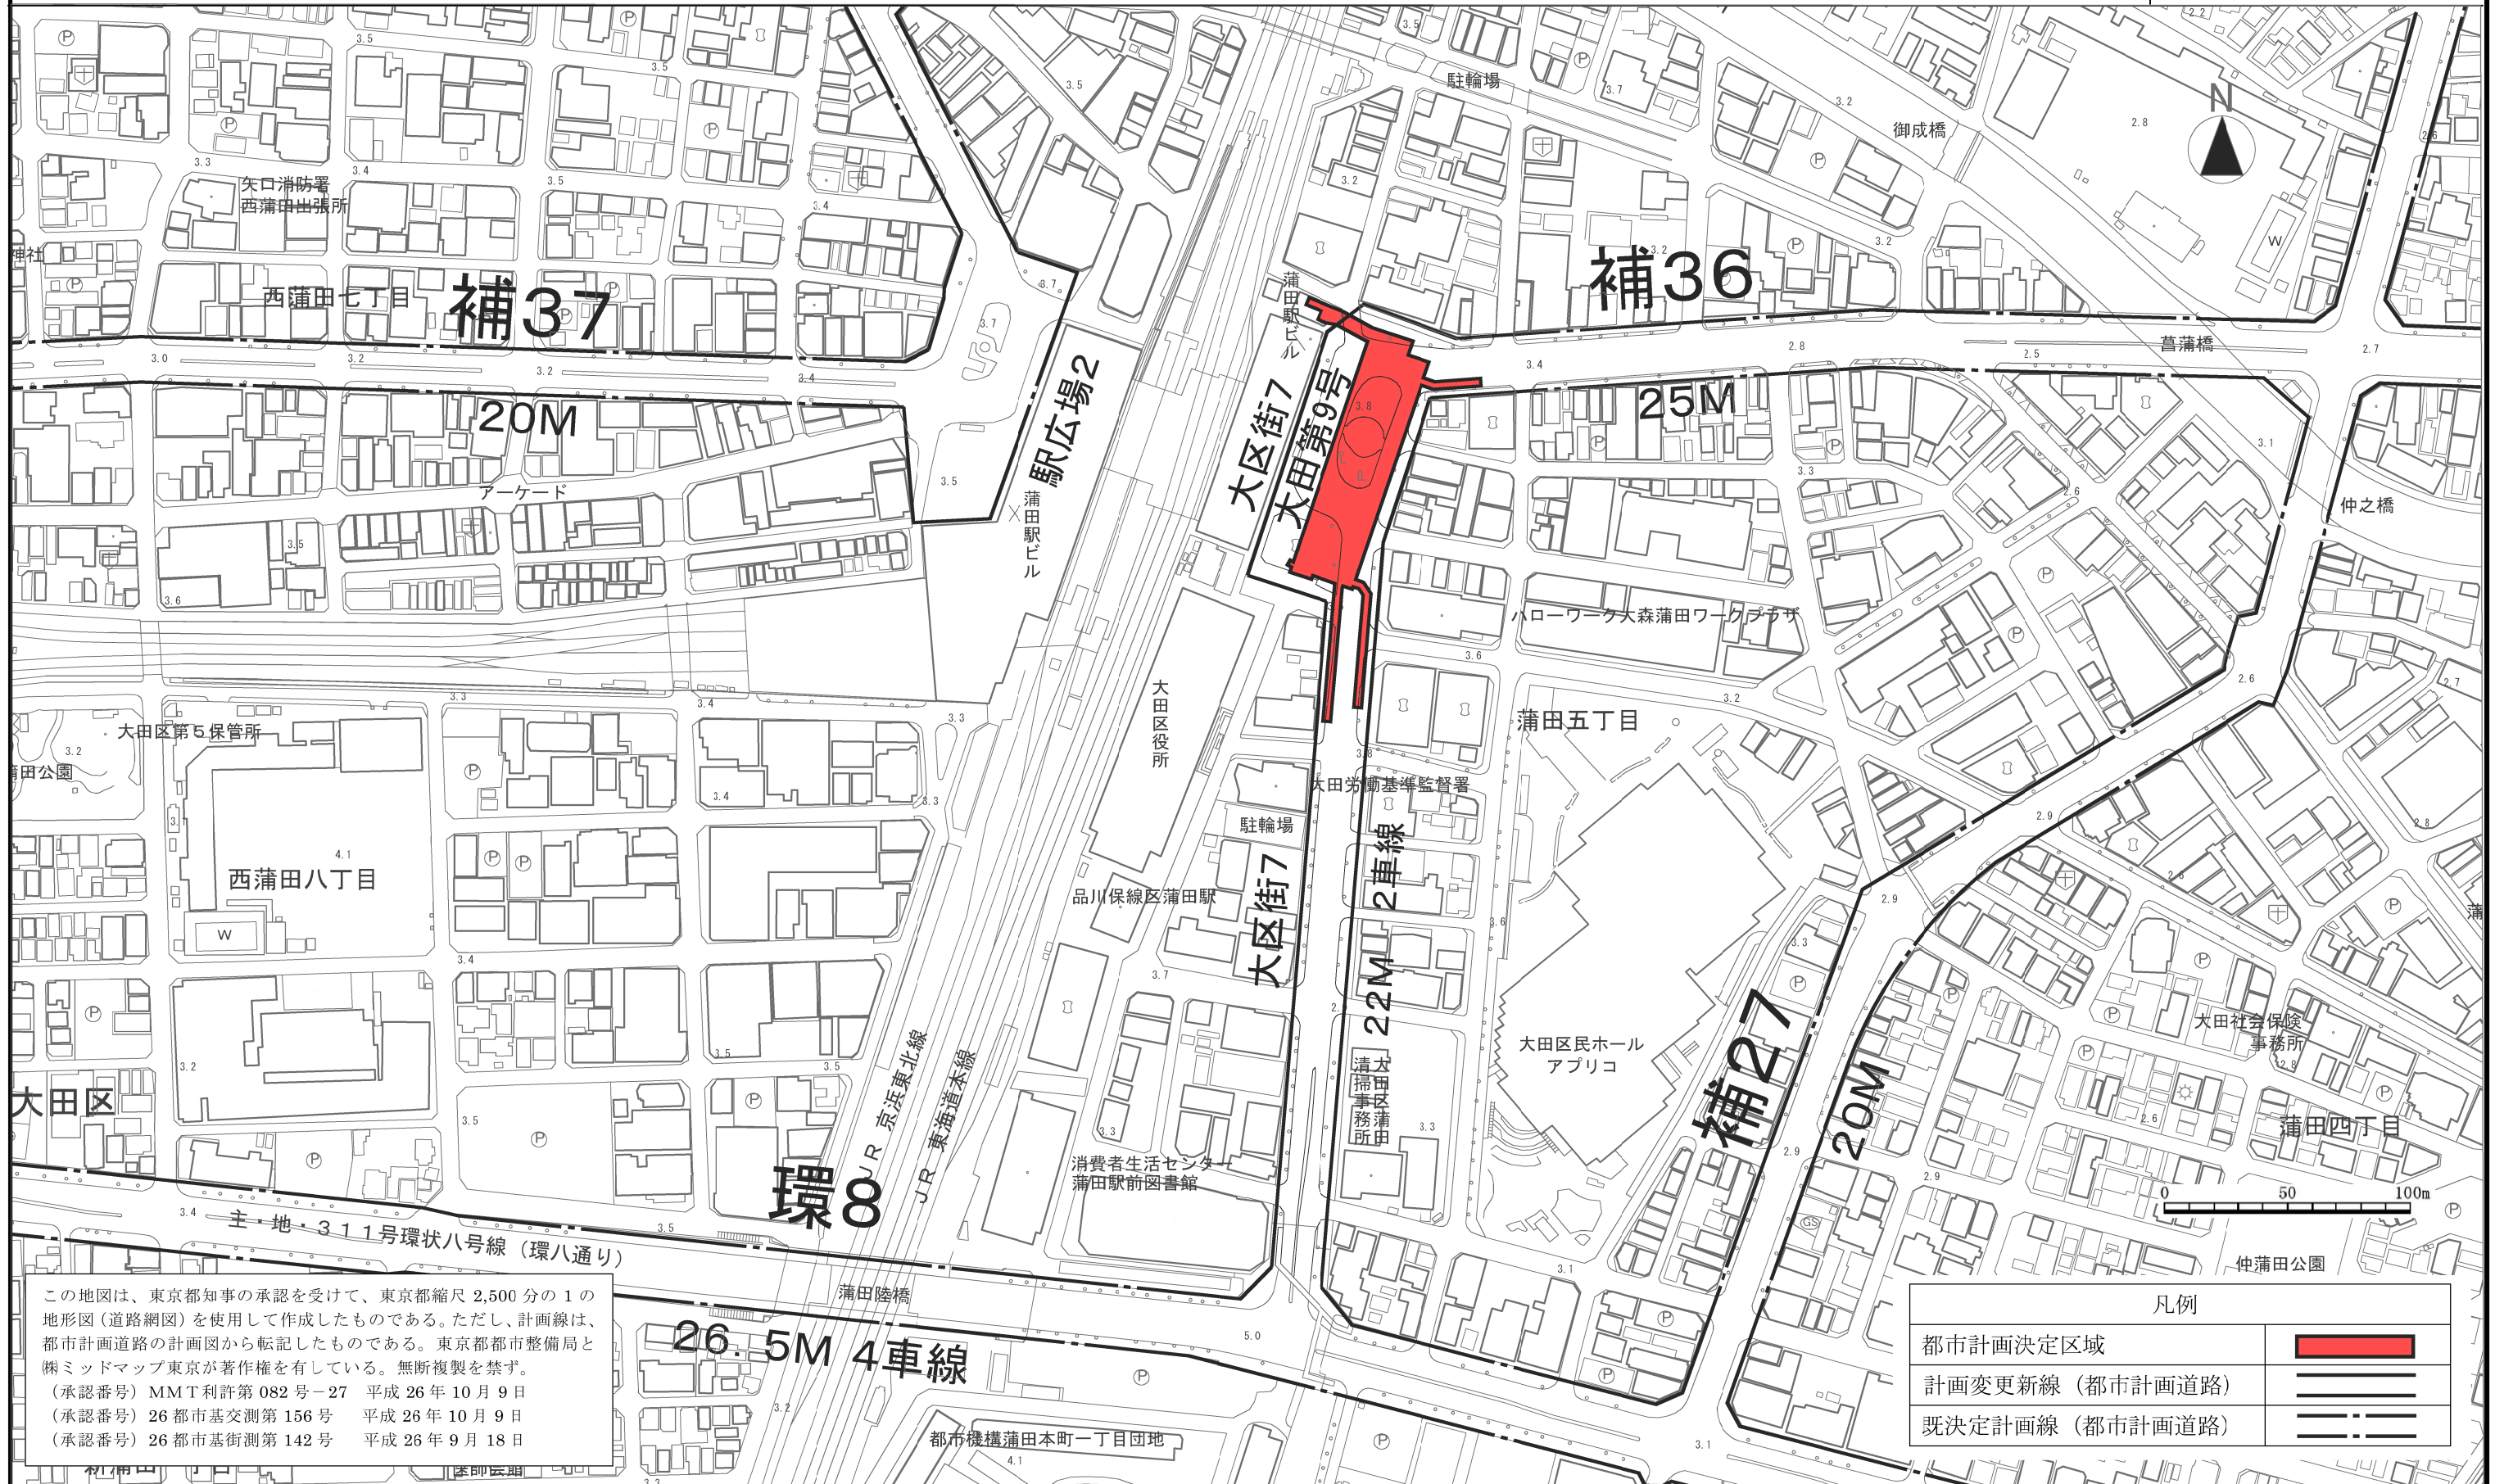 駐輪場
御成橋
N
矢口消防署
西蒲田出張所
神社
W
補36
蒲田駅ビル
西蒲田七丁目
補37
菖蒲橋
駅広場2
大区街7
太田第9号
20M
25M
アーケード
蒲田駅ビル
仲之橋
ハローワーク大森蒲田ワークプラザ
大田区役所
蒲田五丁目
大田区第5保管所
蒲田公園
大田労働基準監督署
駐輪場
2車線
西蒲田八丁目
品川保線区蒲田駅
大区街7
W
22M
補27
大田社会保険
事務所
大田区民ホール
アプリコ
大田区蒲田
清掃事務所
20M
大田区
JR 京浜東北線
JR 東海道本線
蒲田四丁目
消費者生活センター
蒲田駅前図書館
環8
GS
0 50 100m
主・地・311号環状八号線(環八通り)
仲蒲田公園
蒲田陸橋
26.5M 4車線
都市機構蒲田本町一丁目団地
この地図は、東京都知事の承認を受けて、東京都縮尺 2,500 分の 1 の
地形図(道路網図)を使用して作成したものである。ただし、計画線は、
都市計画道路の計画図から転記したものである。東京都都市整備局と
㈱ミッドマップ東京が著作権を有している。無断複製を禁ず。
(承認番号)MMT利許第 082 号-27 平成 26 年 10 月 9 日
(承認番号)26 都市基交測第 156 号 平成 26 年 10 月 9 日
(承認番号)26 都市基街測第 142 号 平成 26 年 9 月 18 日
凡例
都市計画決定区域
計画変更新線(都市計画道路)
既決定計画線(都市計画道路)